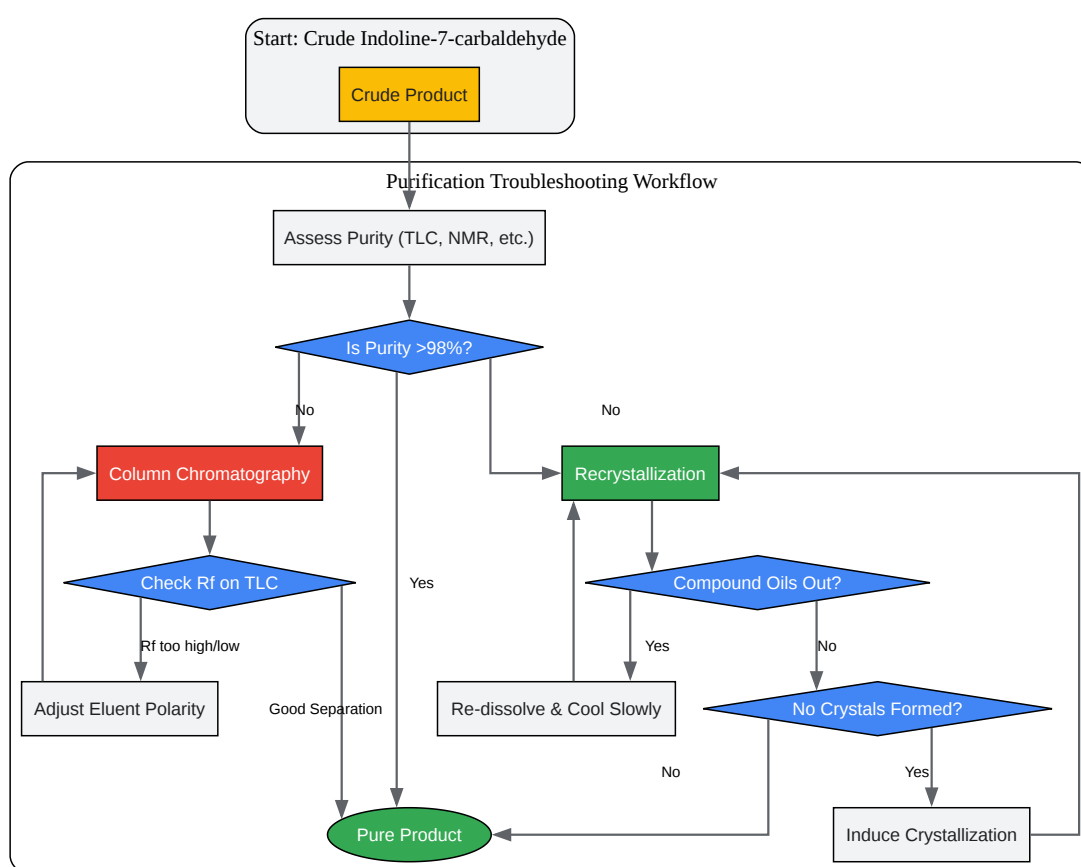 Start: Crude Indoline-7-carbaldehyde
Crude Product
Purification Troubleshooting Workflow
Assess Purity (TLC, NMR, etc.)
Is Purity >98%?
No
No
Column Chromatography
Recrystallization
Check Rf on TLC
Yes
Compound Oils Out?
Rf too high/low
Yes
No
Adjust Eluent Polarity
Good Separation
Re-dissolve & Cool Slowly
No Crystals Formed?
No
Yes
Pure Product
Induce Crystallization